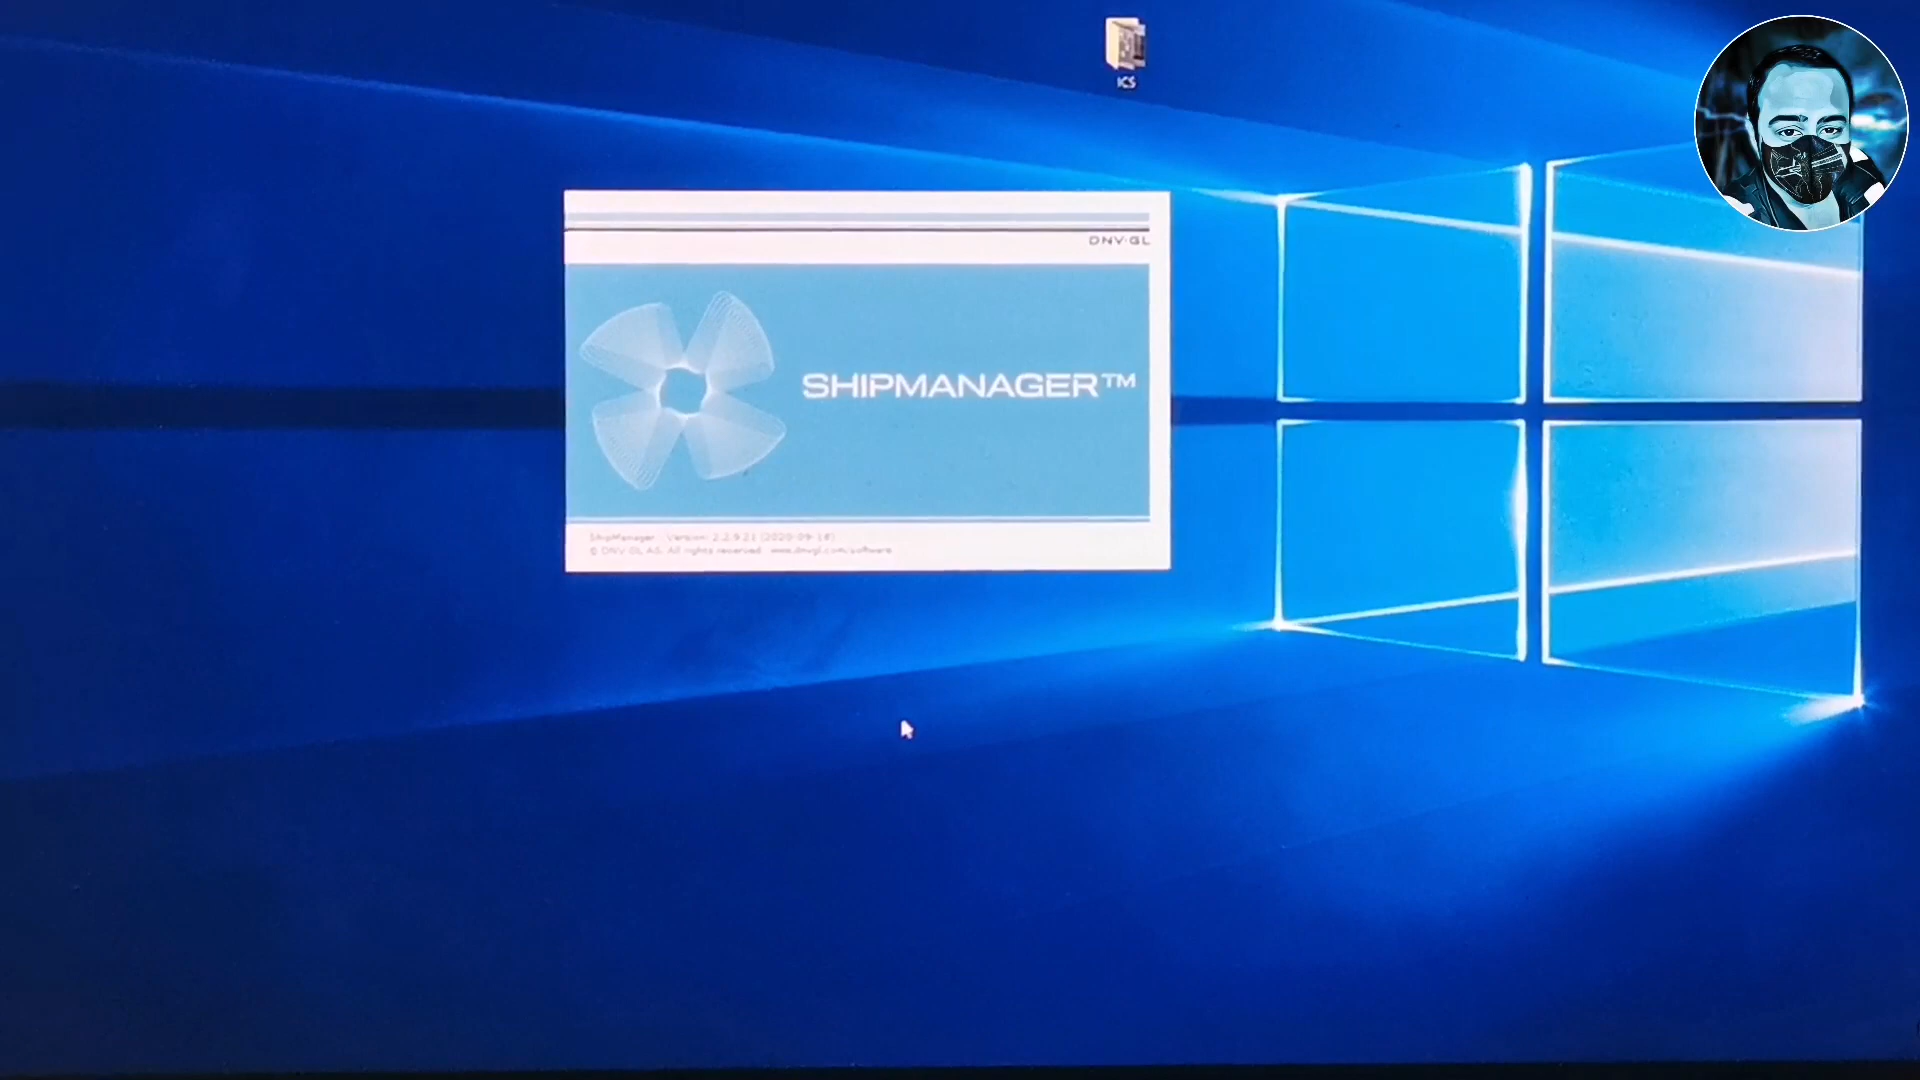 ICS
DNV·GL
SHIPMANAGER™
ShipManager Version: 2.2.9.21 (2020-09-18)
© DNV GL AS. All rights reserved www.dnvgl.com/software